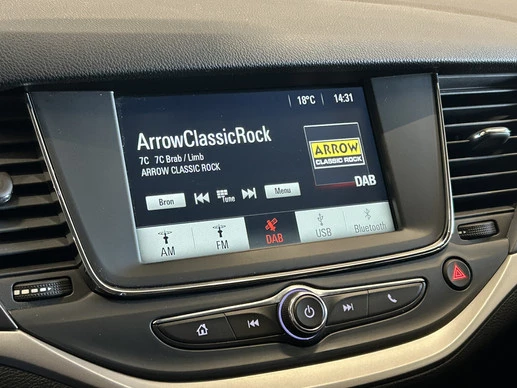 18°C 14:31
ArrowClassicRock
7C 7C Brab / Limb
ARROW CLASSIC ROCK
ARROW
CLASSIC ROCK
DAB
Bron Tune Menu
AM FM DAB USB Bluetooth